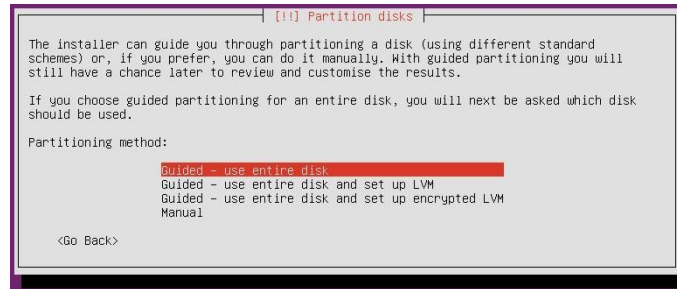 [!!] Partition disks
The installer can guide you through partitioning a disk (using different standard
schemes) or, if you prefer, you can do it manually. With guided partitioning you will
still have a chance later to review and customise the results.
If you choose guided partitioning for an entire disk, you will next be asked which disk
should be used.
Partitioning method:
Guided - use entire disk
Guided - use entire disk and set up LVM
Guided - use entire disk and set up encrypted LVM
Manual
<Go Back>